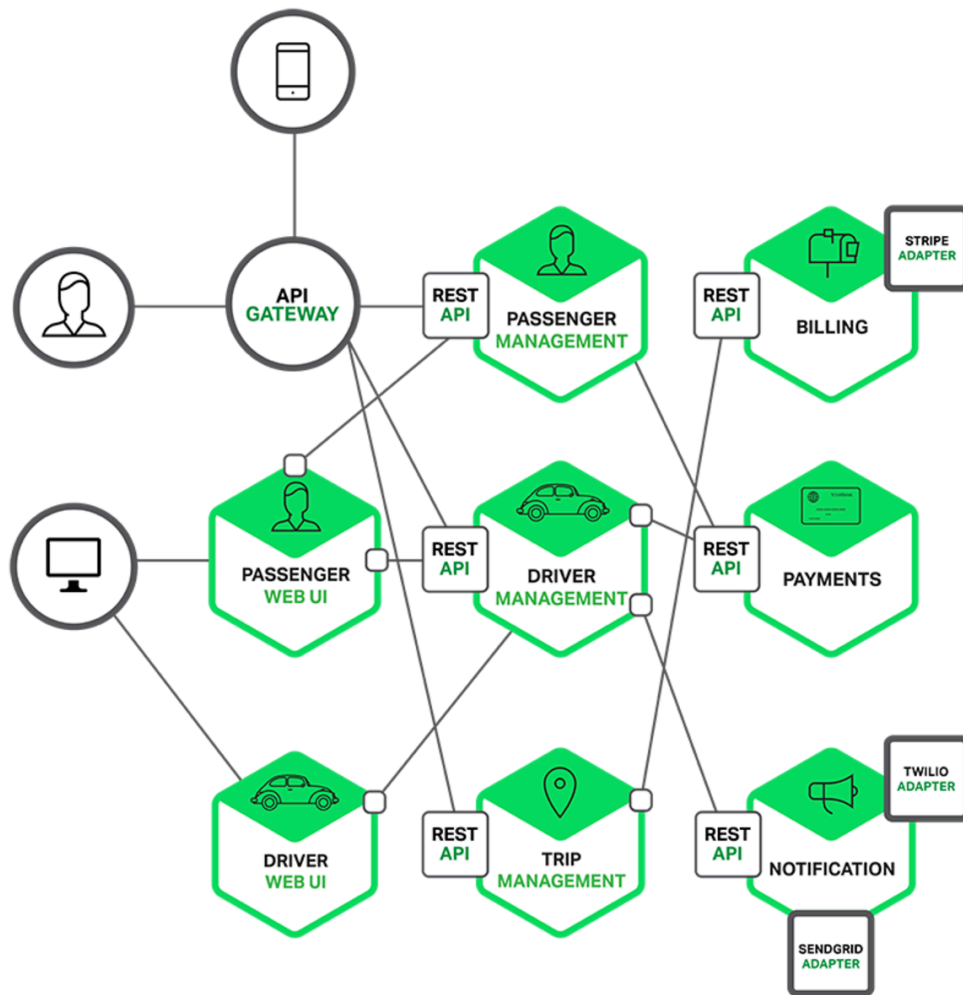 API
GATEWAY
REST
API
PASSENGER
MANAGEMENT
REST
API
BILLING
STRIPE
ADAPTER
PASSENGER
WEB UI
REST
API
DRIVER
MANAGEMENT
REST
API
PAYMENTS
DRIVER
WEB UI
REST
API
TRIP
MANAGEMENT
REST
API
NOTIFICATION
TWILIO
ADAPTER
SENDGRID
ADAPTER